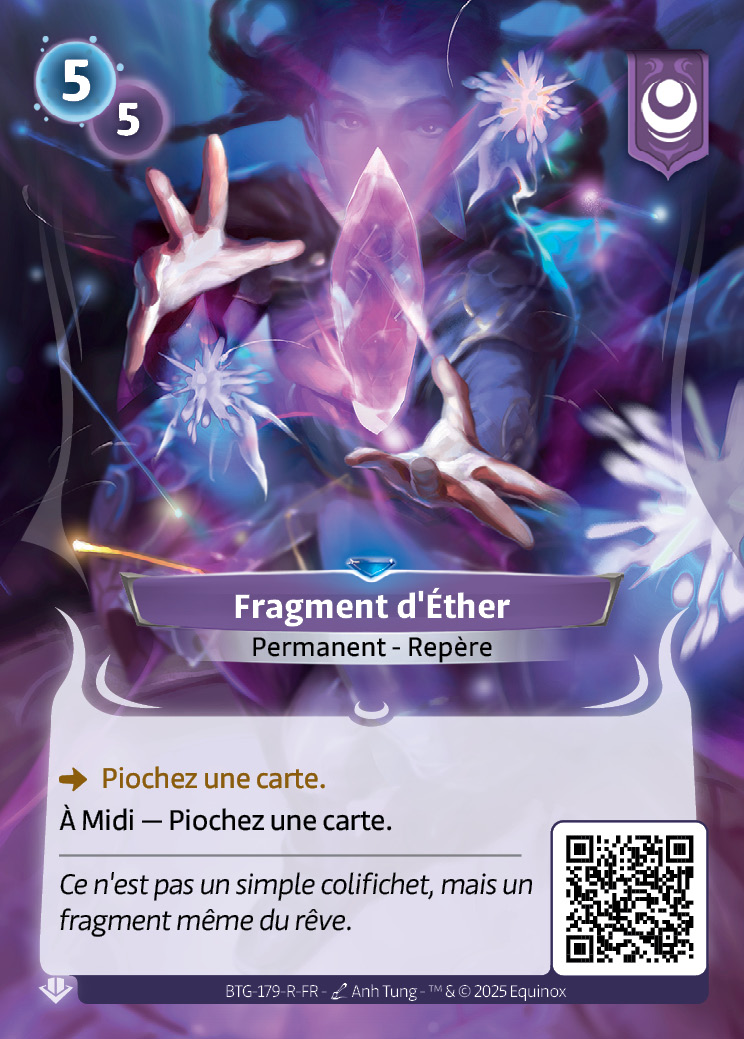 5
5
Fragment d'Éther
Permanent - Repère
Piochez une carte.
À Midi — Piochez une carte.
Ce n'est pas un simple colifichet, mais un
fragment même du rêve.
BTG-179-R-FR - Anh Tung - ™ & © 2025 Equinox